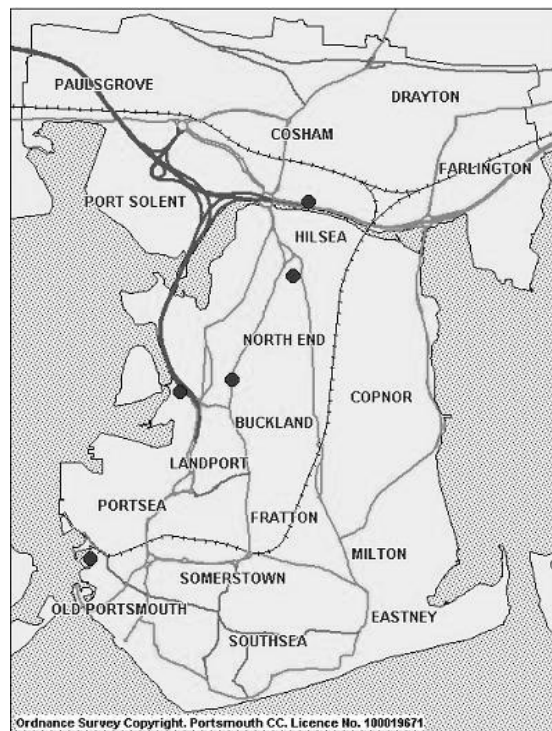 PAULSGROVE
DRAYTON
COSHAM
FARLINGTON
PORT SOLENT
HILSEA
NORTH END
COPNOR
BUCKLAND
LANDPORT
PORTSEA
FRATTON
MILTON
SOMERSTOWN
OLD PORTSMOUTH
EASTNEY
SOUTHSEA
Ordnance Survey Copyright. Portsmouth CC. Licence No. 100019671